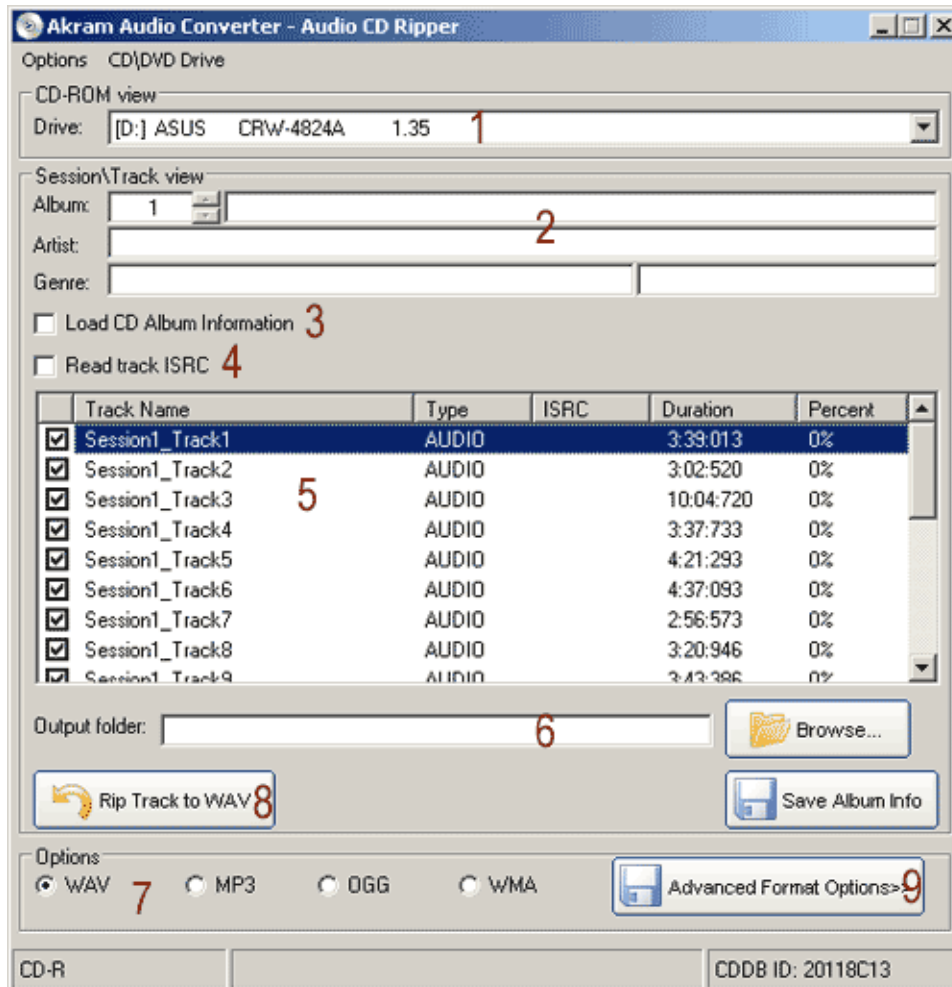 Akram Audio Converter - Audio CD Ripper
Options CD\DVD Drive
CD-ROM view
Drive: [D:] ASUS CRW-4824A 1.35 1
Session\Track view
Album: 1
2
Artist:
Genre:
Load CD Album Information 3
Read track ISRC 4
Track Name Type ISRC Duration Percent
Session1_Track1 AUDIO 3:39:013 0%
Session1_Track2 AUDIO 3:02:520 0%
5
Session1_Track3 AUDIO 10:04:720 0%
Session1_Track4 AUDIO 3:37:733 0%
Session1_Track5 AUDIO 4:21:293 0%
Session1_Track6 AUDIO 4:37:093 0%
Session1_Track7 AUDIO 2:56:573 0%
Session1_Track8 AUDIO 3:20:946 0%
Session1_Track9 AUDIO 3:43:386 0%
Output folder: 6 Browse...
Rip Track to WAV 8 Save Album Info
Options
WAV 7 MP3 OGG WMA Advanced Format Options>> 9
CD-R CDDB ID: 20118C13